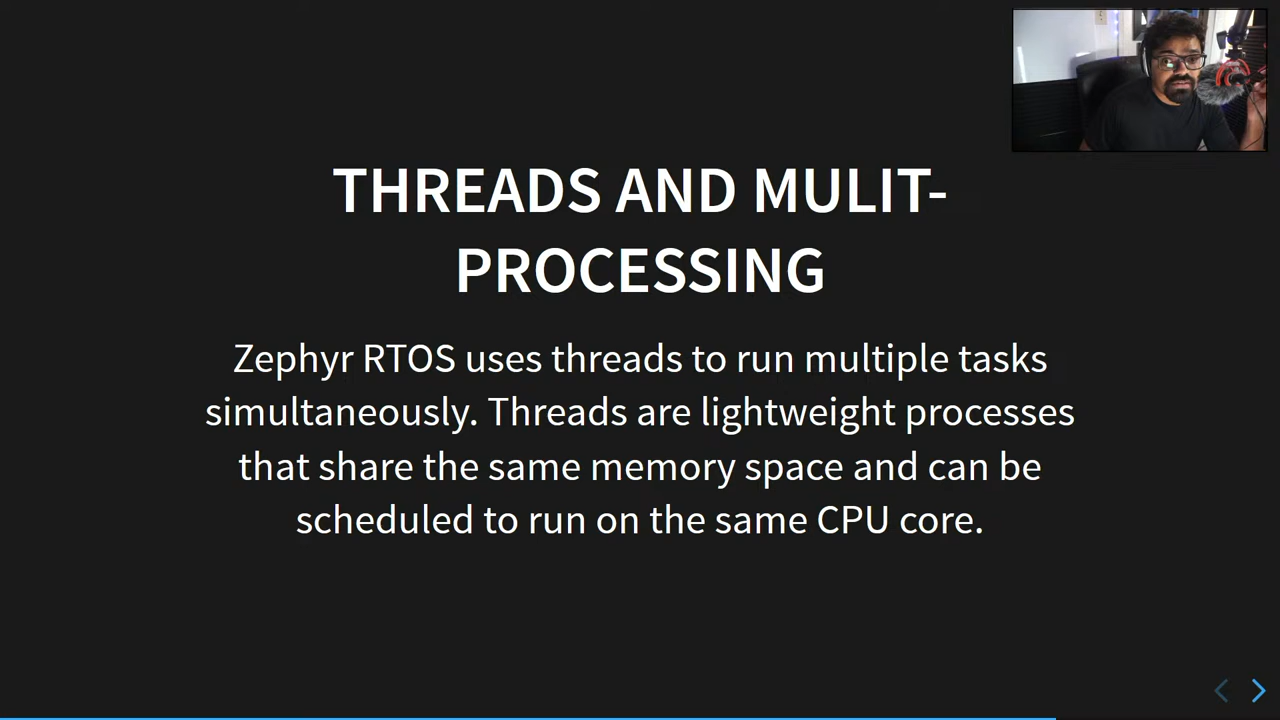 THREADS AND MULIT-
PROCESSING
Zephyr RTOS uses threads to run multiple tasks
simultaneously. Threads are lightweight processes
that share the same memory space and can be
scheduled to run on the same CPU core.